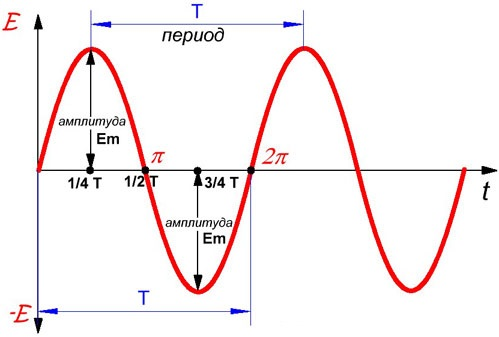 E
T
период
амплитуда
Em
π
2π
1/4 T
1/2 T
3/4 T
t
амплитуда
Em
-E
T